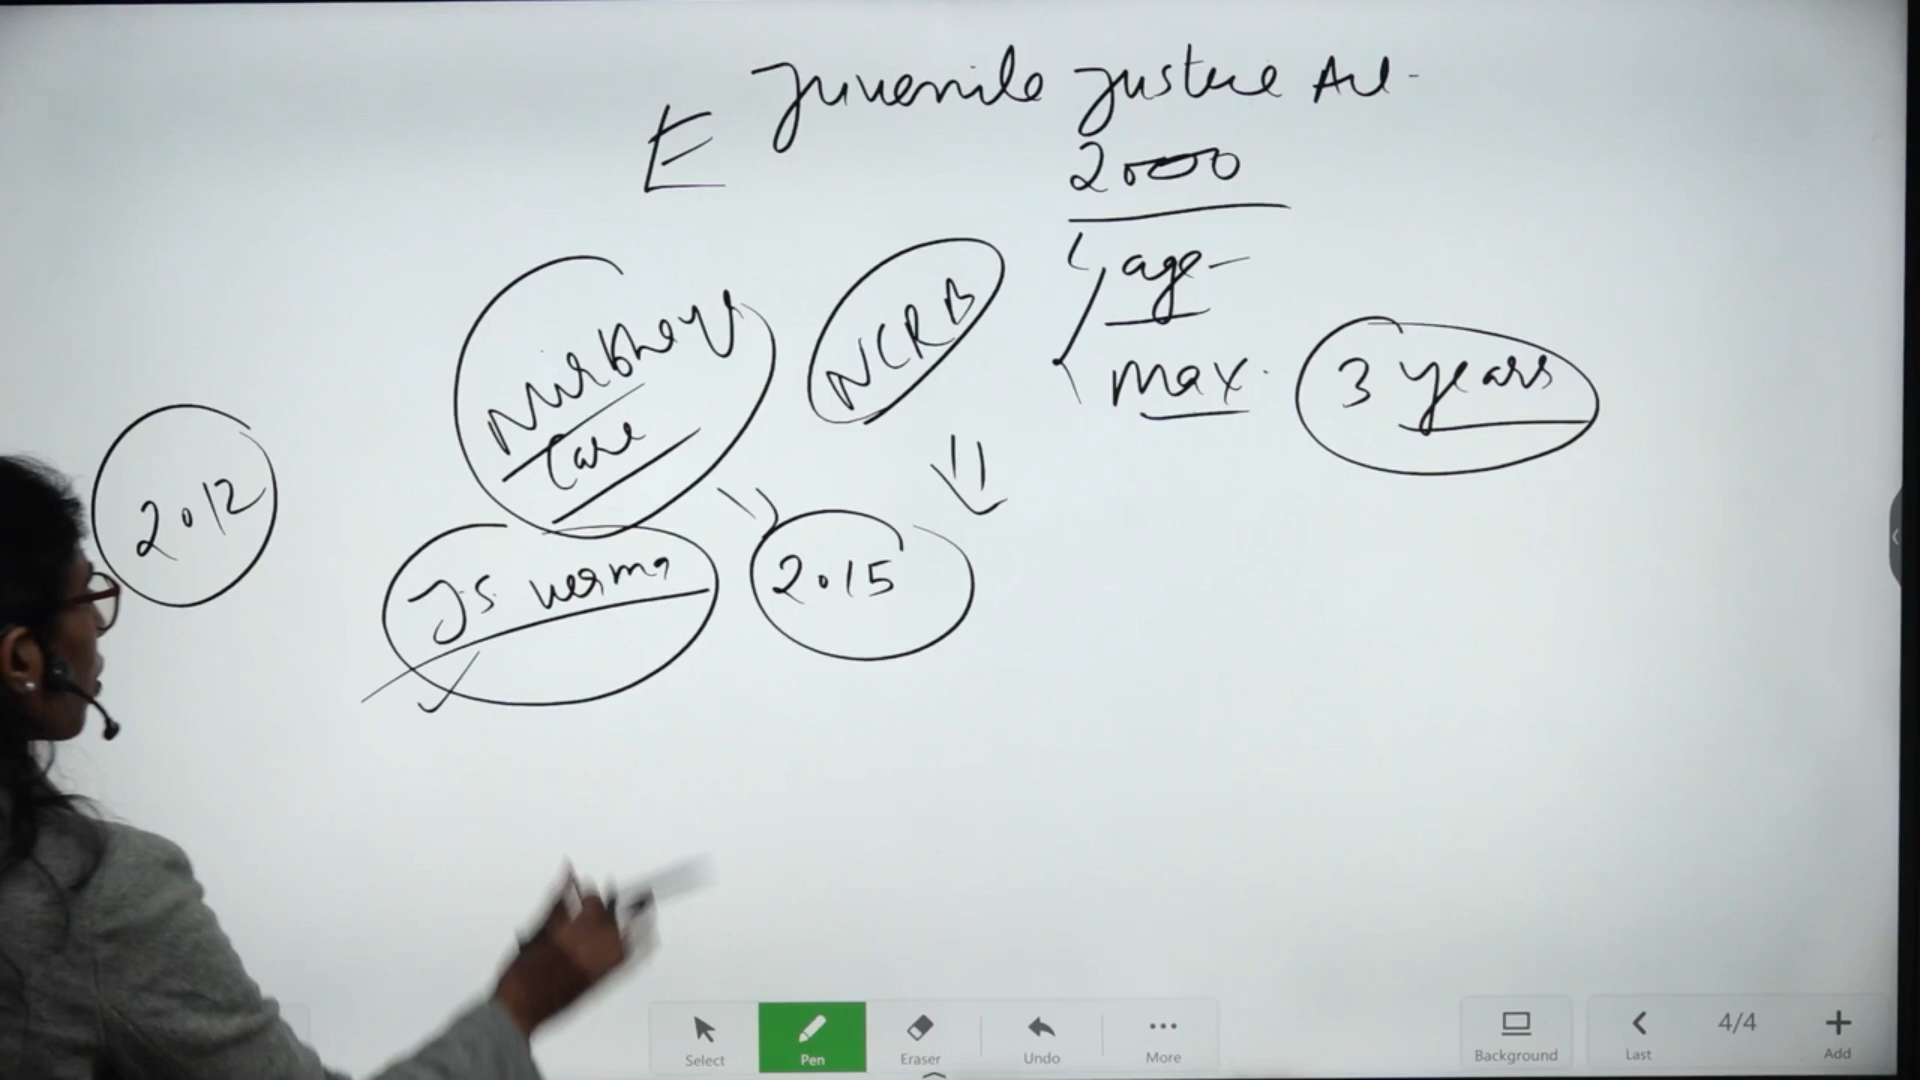 Juvenile Justice Act
E
2000
age
max. 3 years
NCRB
Nirbhaya
Case
2012
JS Verma
2015
Select
Pen
Eraser
Undo
More
Background
Last
4/4
Add